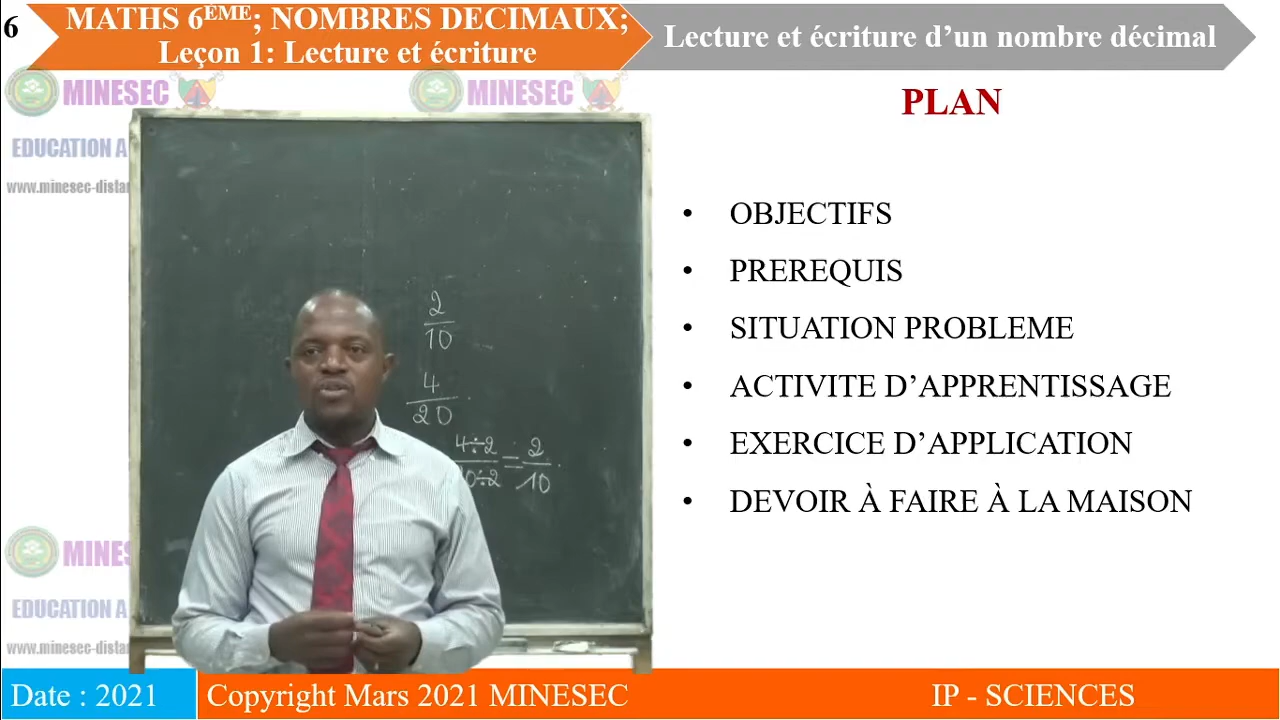 6
MATHS 6EME; NOMBRES DECIMAUX;
Leçon 1: Lecture et écriture
Lecture et écriture d’un nombre décimal
MINESEC
MINESEC
EDUCATION A
www.minesec-distan
PLAN
• OBJECTIFS
• PREREQUIS
• SITUATION PROBLEME
• ACTIVITE D’APPRENTISSAGE
• EXERCICE D’APPLICATION
• DEVOIR À FAIRE À LA MAISON
2
10
4
20
4÷2 = 2
0÷2 10
MINES
EDUCATION A
www.minesec-distan
Date : 2021
Copyright Mars 2021 MINESEC
IP - SCIENCES